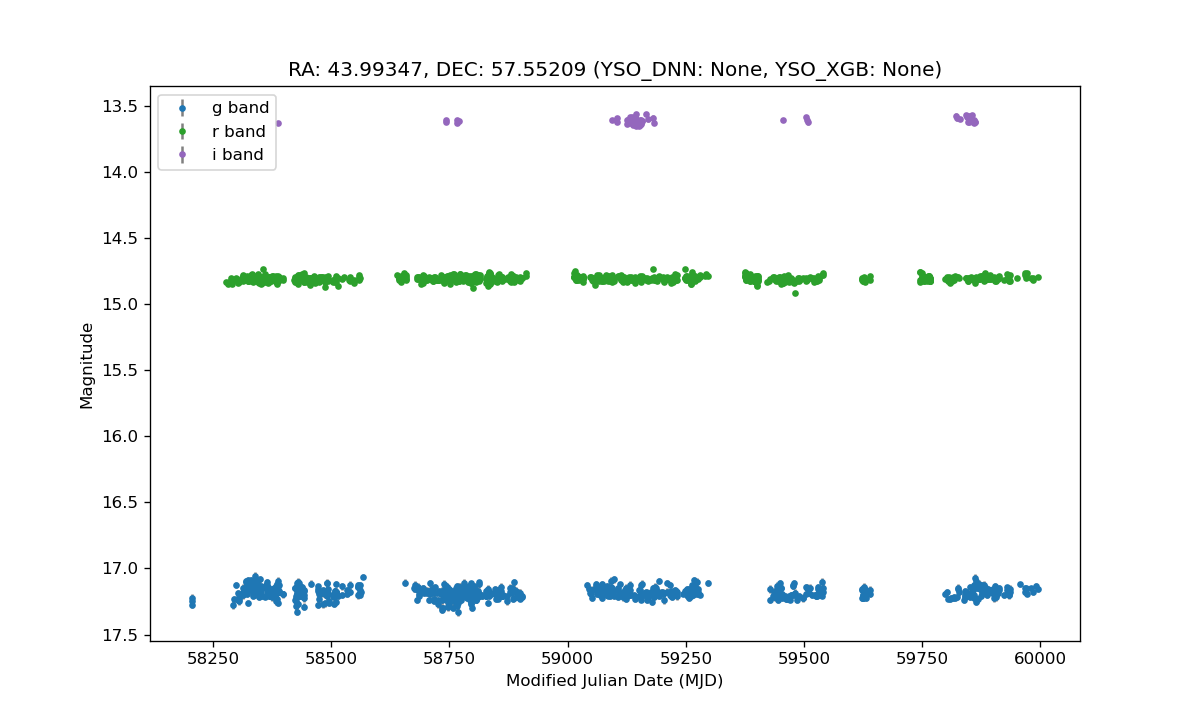 RA: 43.99347, DEC: 57.55209 (YSO_DNN: None, YSO_XGB: None)
g band
r band
i band
13.5
14.0
14.5
15.0
15.5
16.0
16.5
17.0
17.5
Magnitude
58250 58500 58750 59000 59250 59500 59750 60000
Modified Julian Date (MJD)